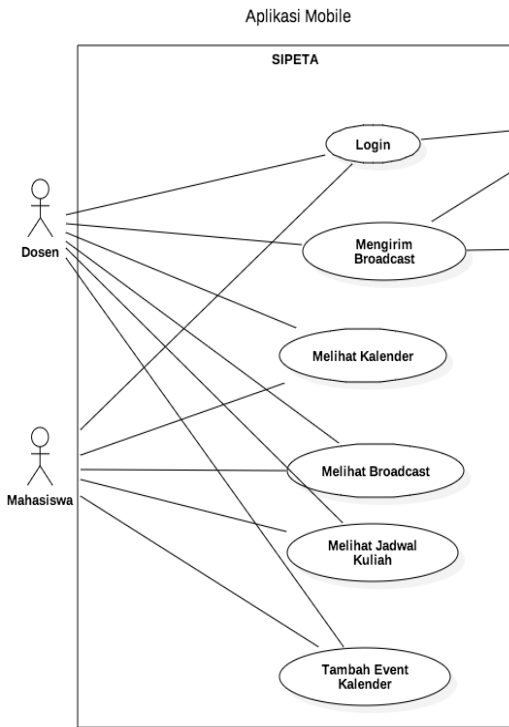 Aplikasi Mobile
SIPETA
Login
Dosen
Mengirim
Broadcast
Melihat Kalender
Mahasiswa
Melihat Broadcast
Melihat Jadwal
Kuliah
Tambah Event
Kalender